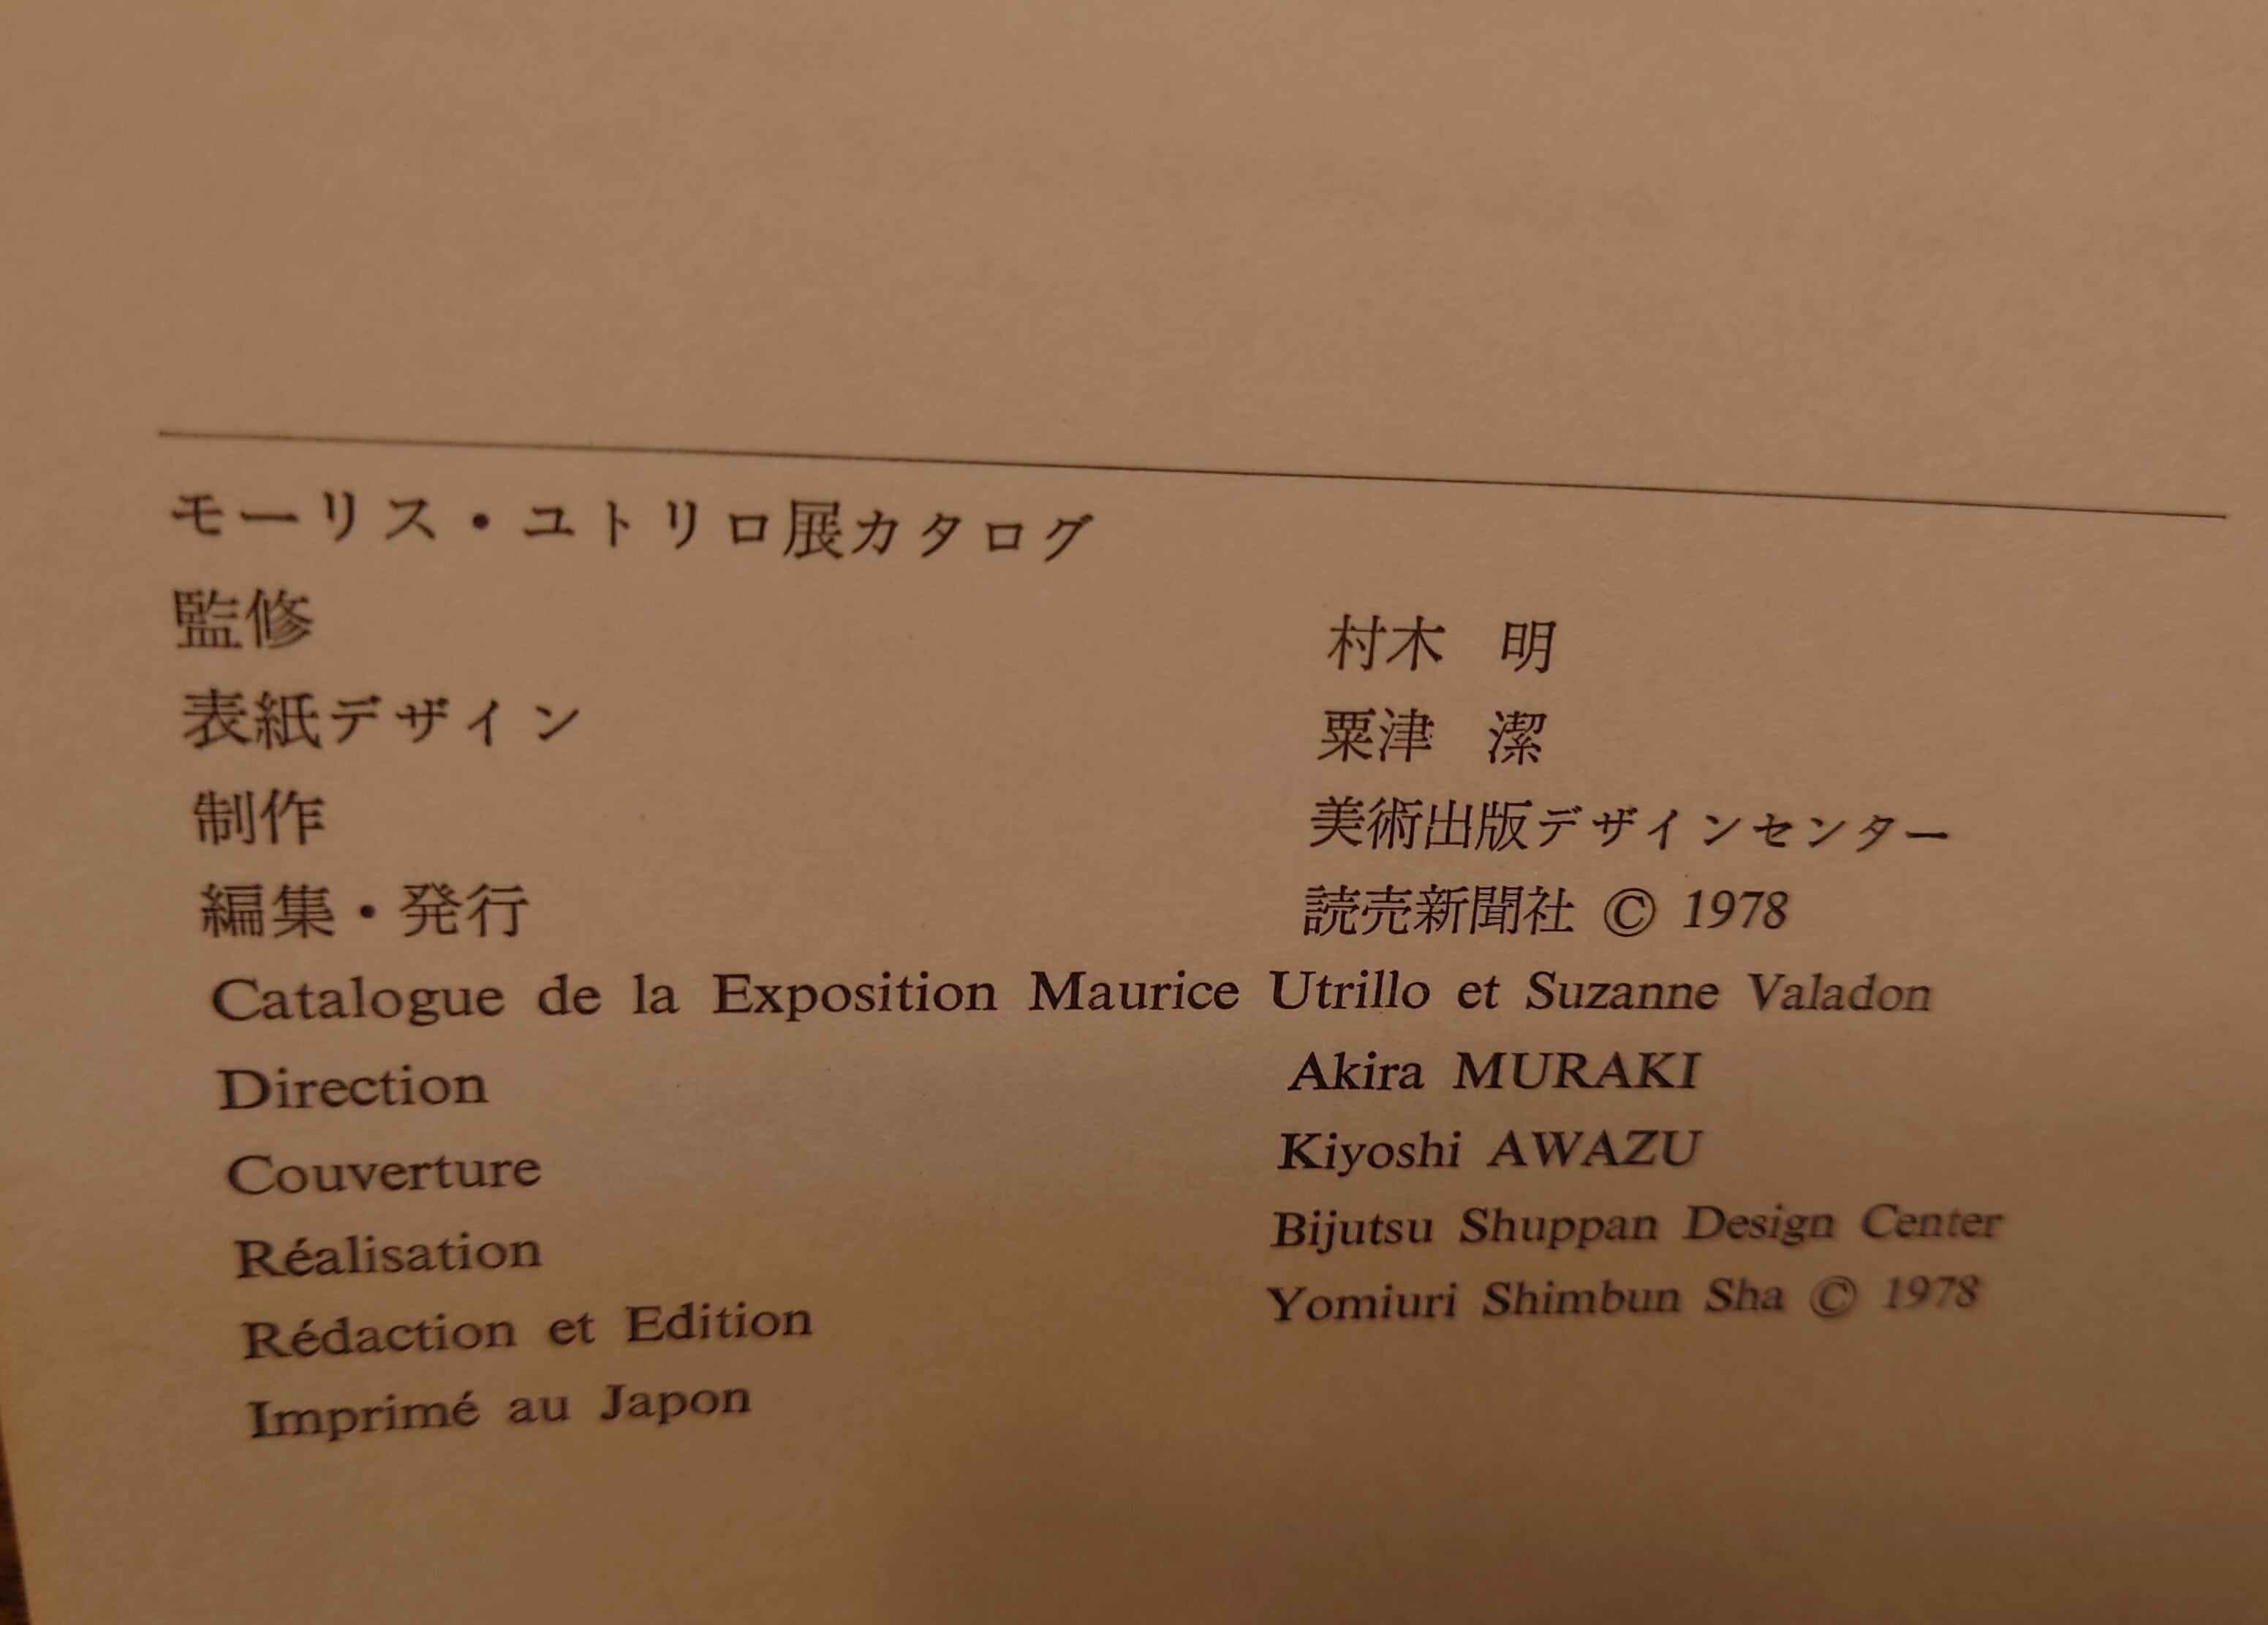 モーリス・ユトリロ展カタログ
監修 村木 明
表紙デザイン 粟津 潔
制作 美術出版デザインセンター
編集・発行 読売新聞社 © 1978
Catalogue de la Exposition Maurice Utrillo et Suzanne Valadon
Direction Akira MURAKI
Couverture Kiyoshi AWAZU
Réalisation Bijutsu Shuppan Design Center
Rédaction et Edition Yomiuri Shimbun Sha © 1978
Imprimé au Japon